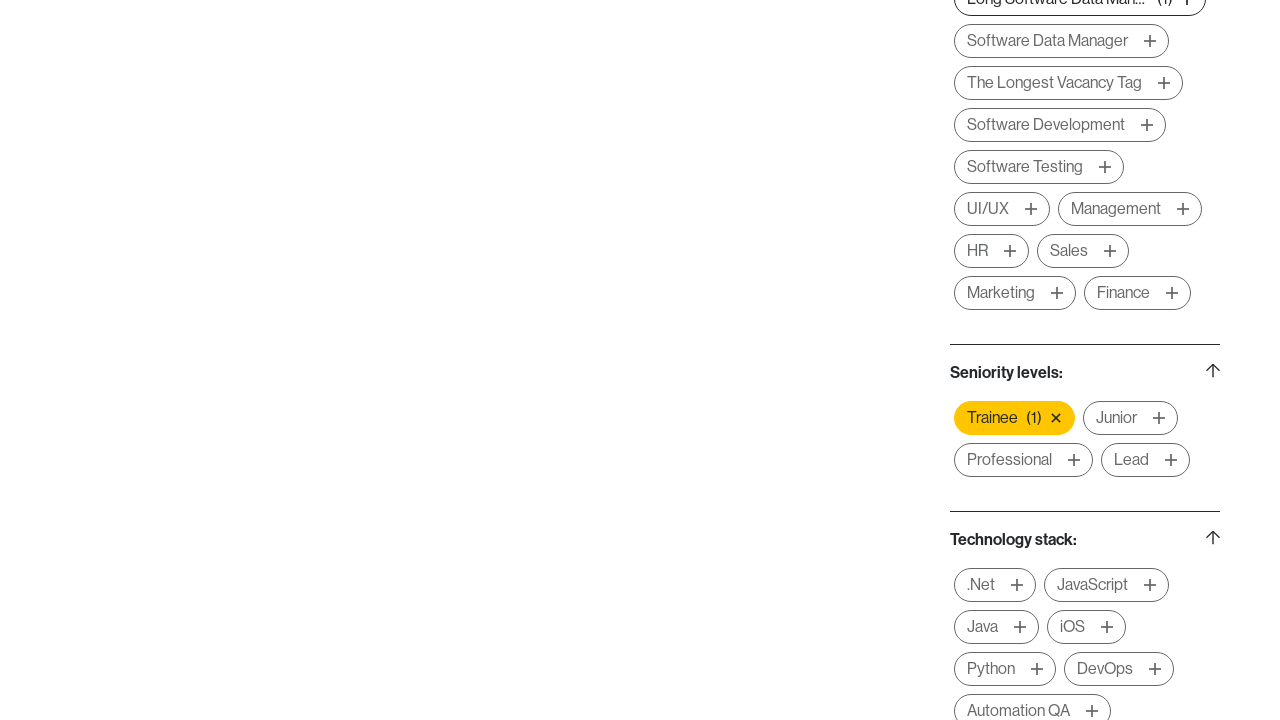 Long Software Data Man... (1)
Software Data Manager
The Longest Vacancy Tag
Software Development
Software Testing
UI/UX Management
HR Sales
Marketing Finance
Seniority levels:
Trainee (1) Junior
Professional Lead
Technology stack:
.Net JavaScript
Java iOS
Python DevOps
Automation QA